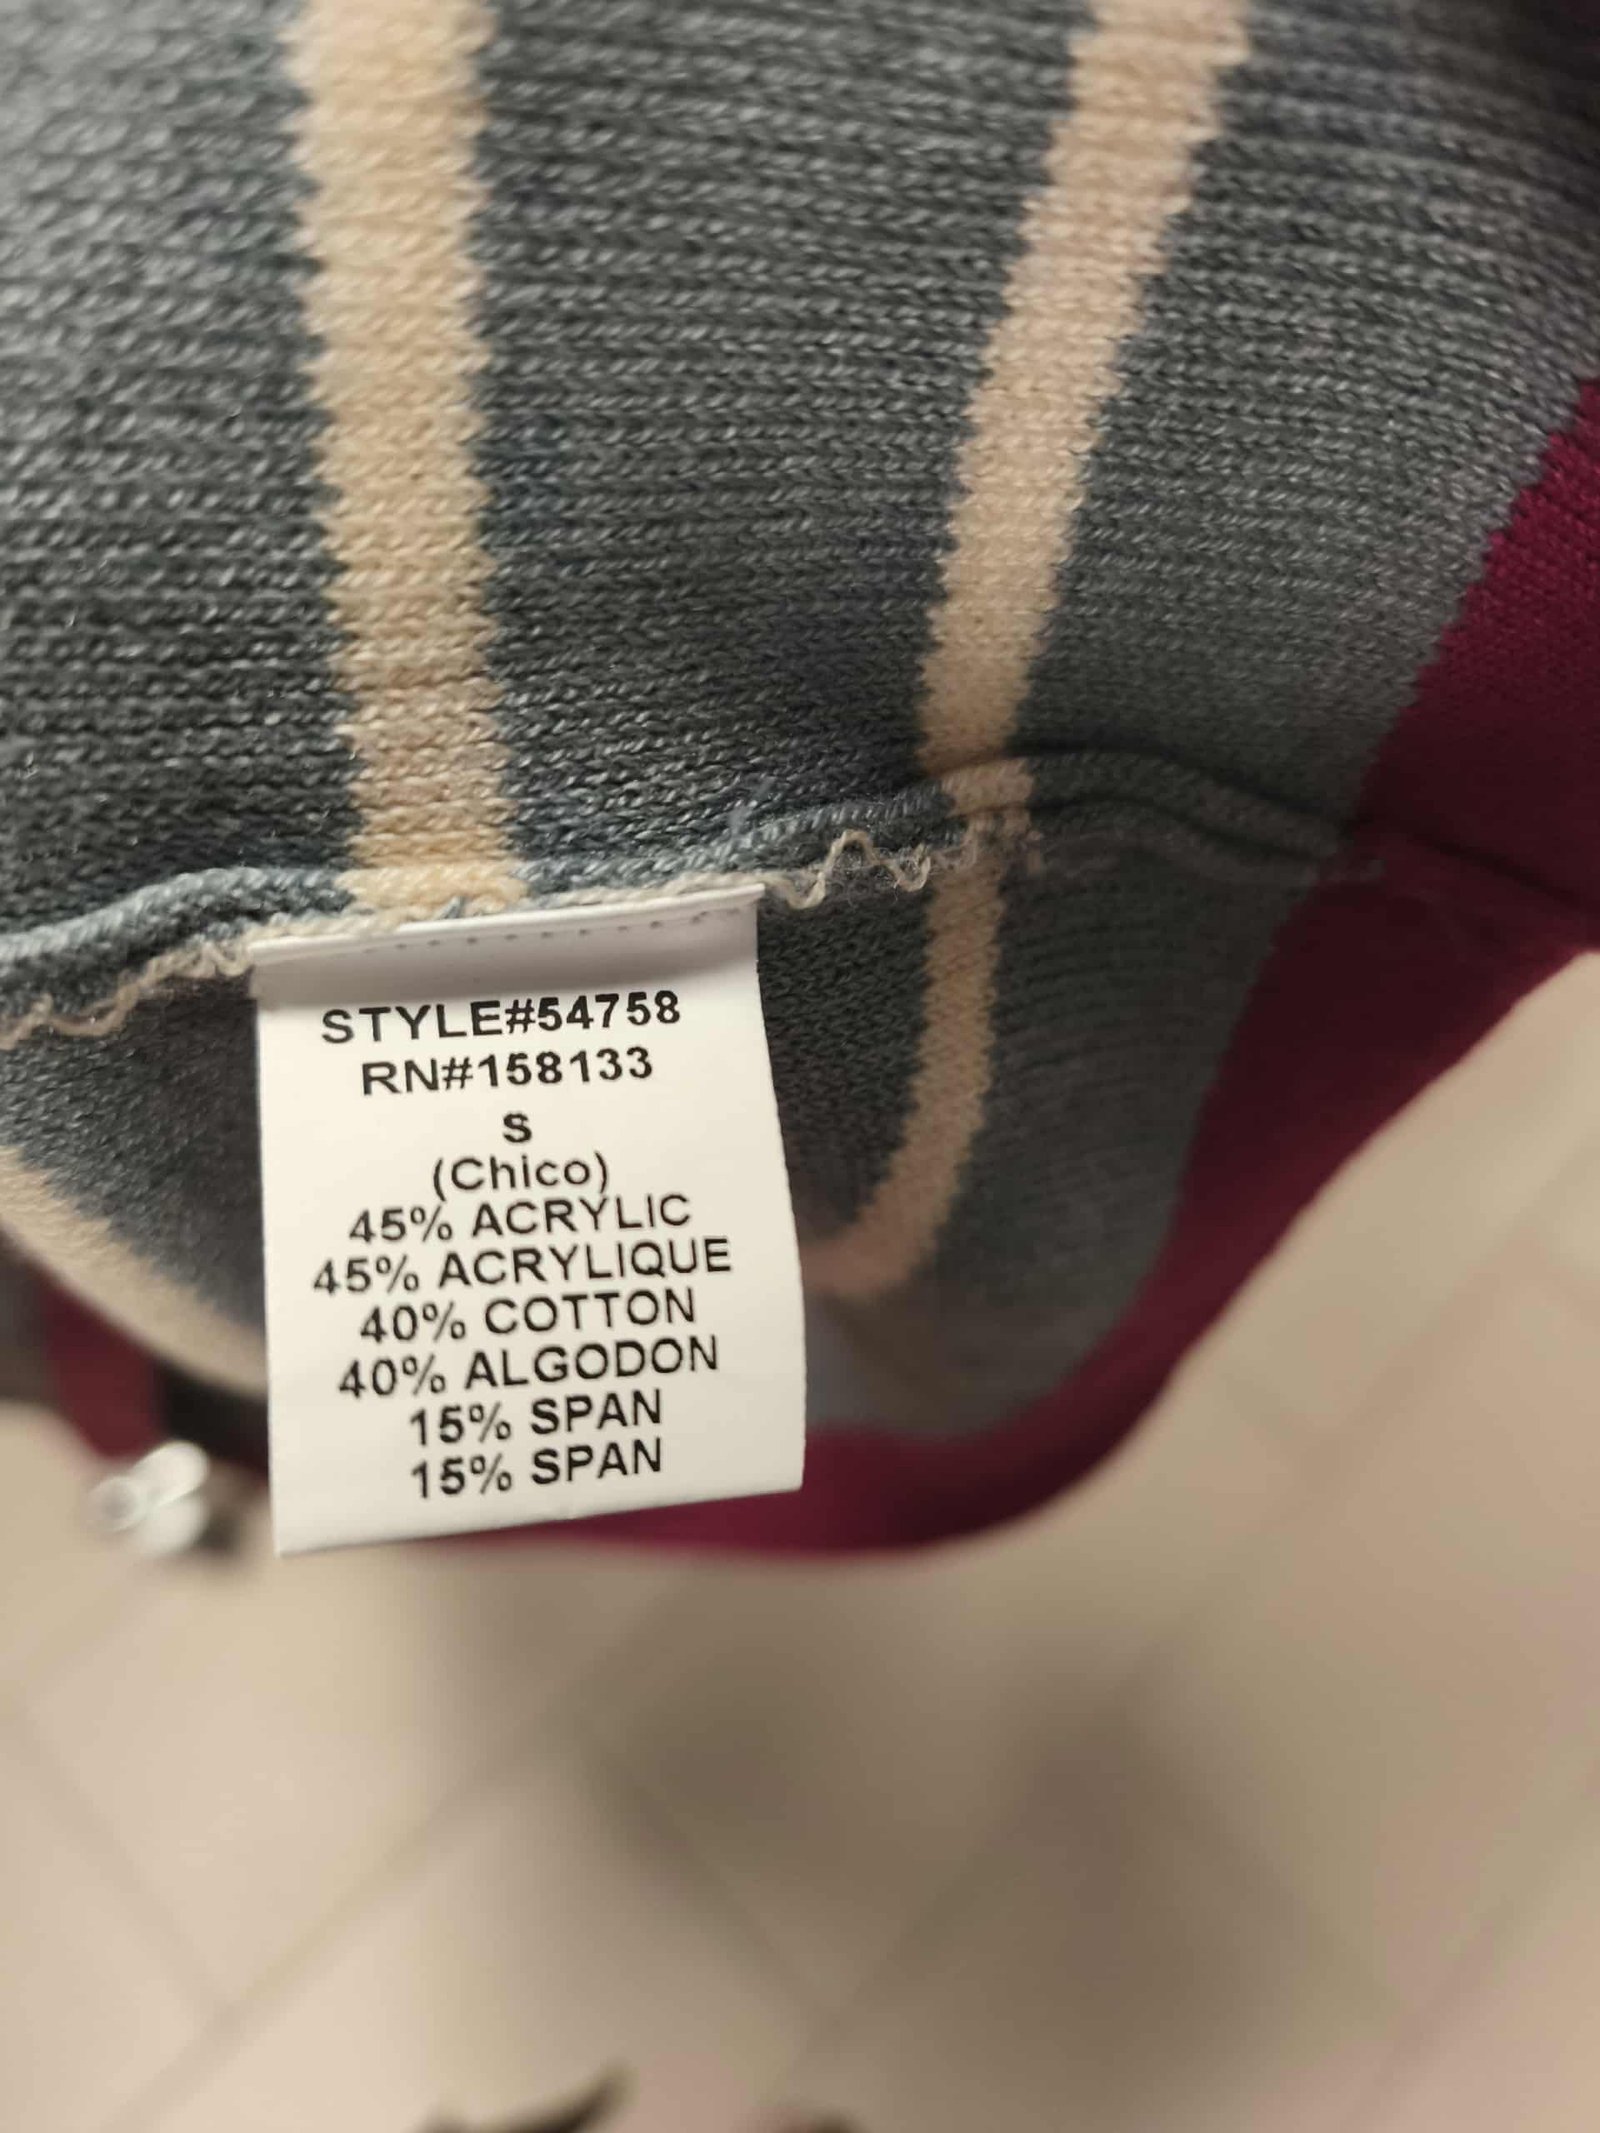 STYLE#54758
RN#158133
S
(Chico)
45% ACRYLIC
45% ACRYLIQUE
40% COTTON
40% ALGODON
15% SPAN
15% SPAN